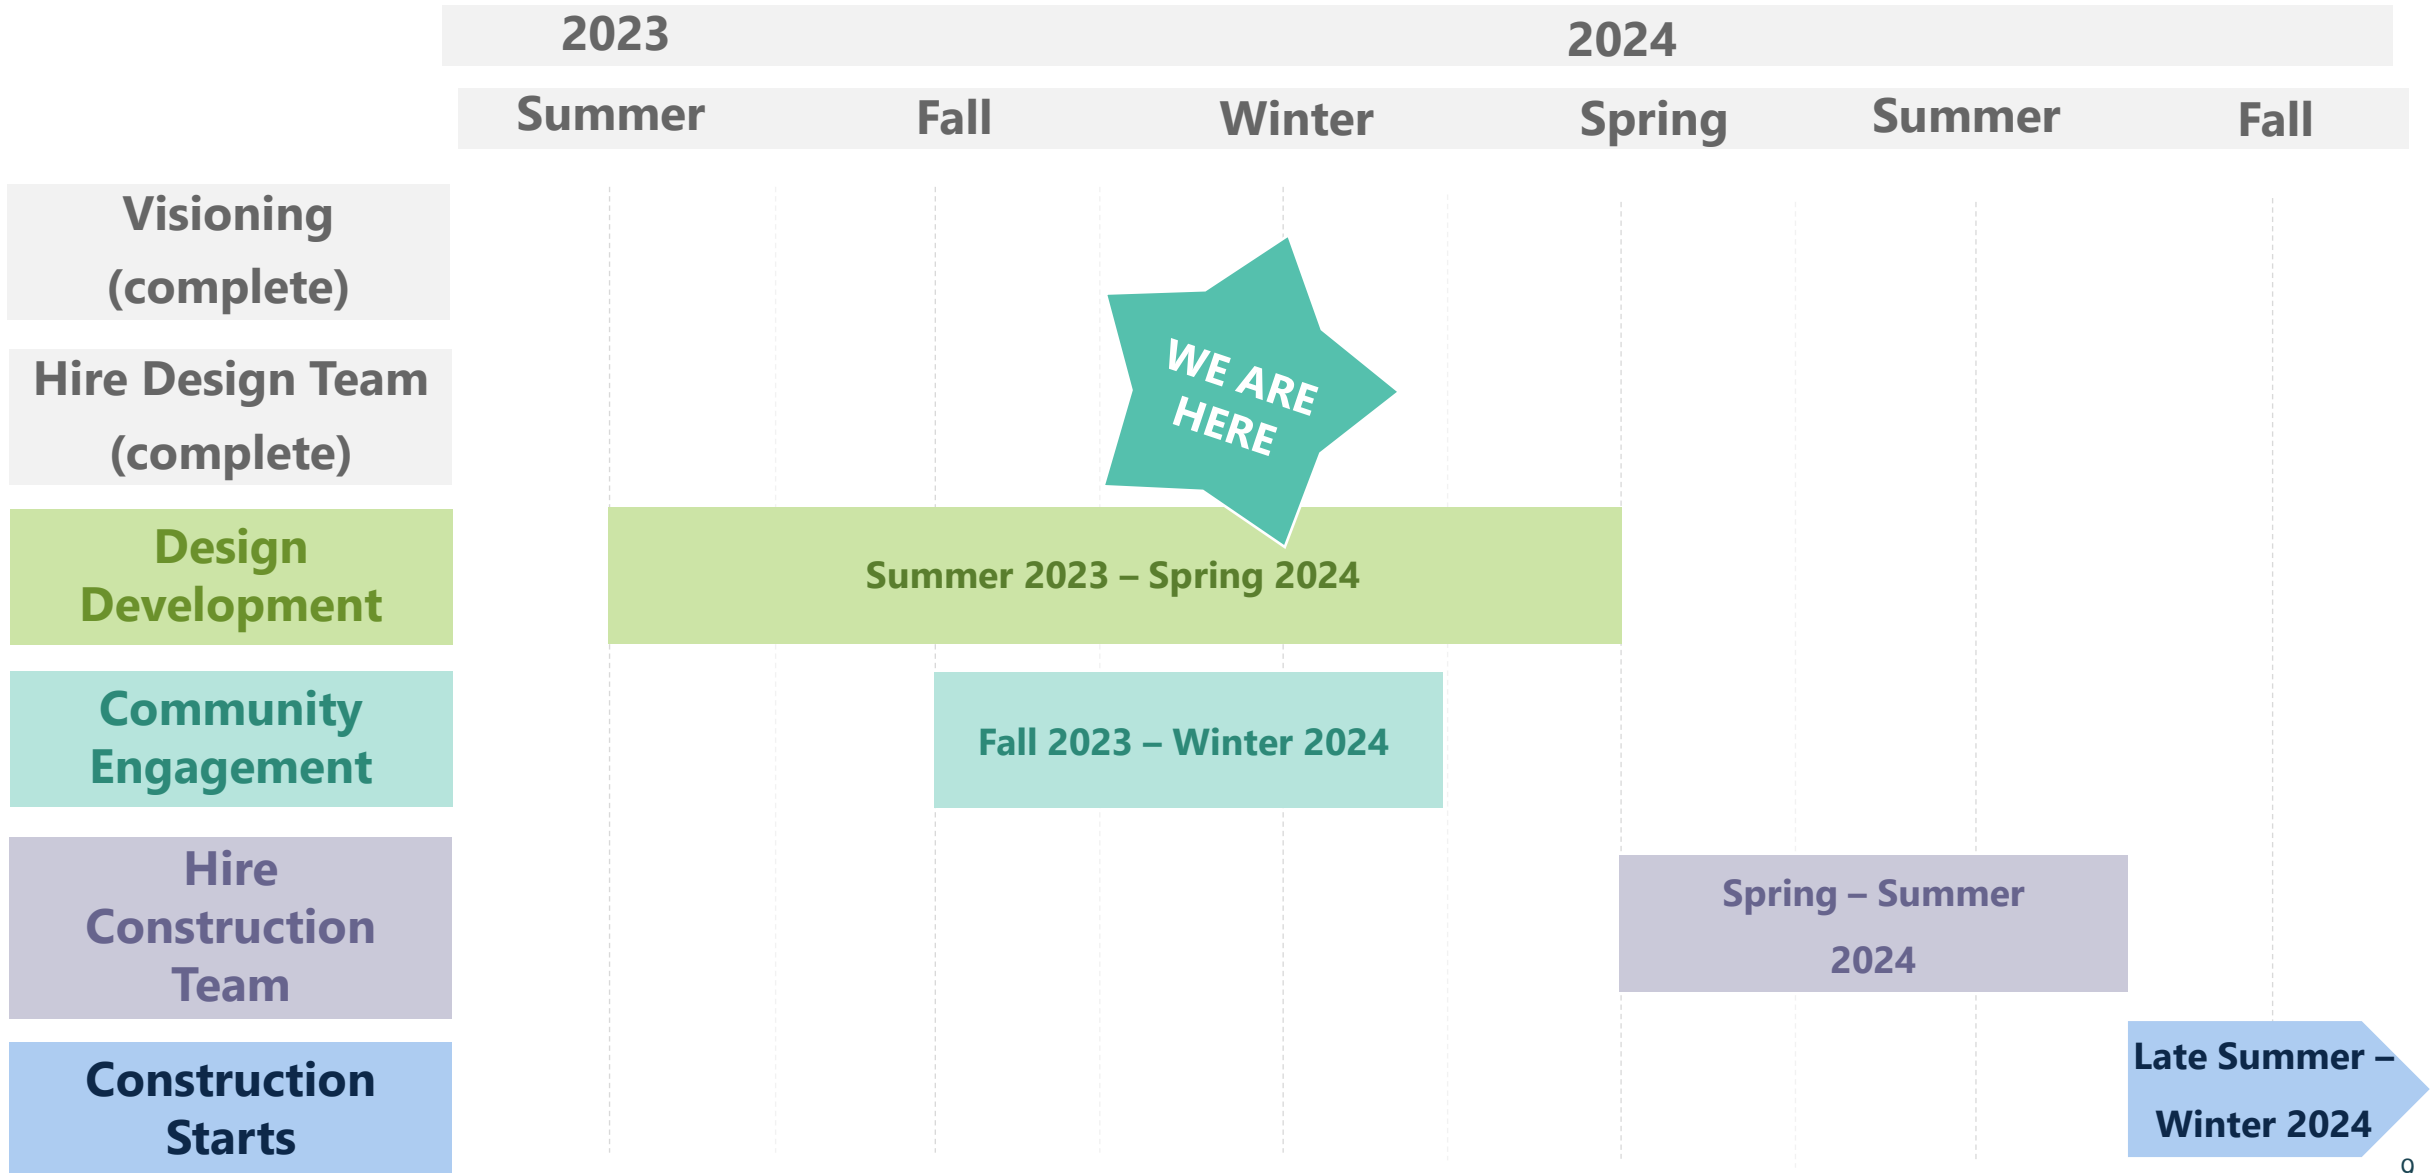 2023
2024
Summer
Fall
Winter
Spring
Summer
Fall
Visioning
(complete)
Hire Design Team
(complete)
WE ARE
HERE
Design
Development
Summer 2023 – Spring 2024
Community
Engagement
Fall 2023 – Winter 2024
Hire
Construction
Team
Spring – Summer
2024
Construction
Starts
Late Summer –
Winter 2024